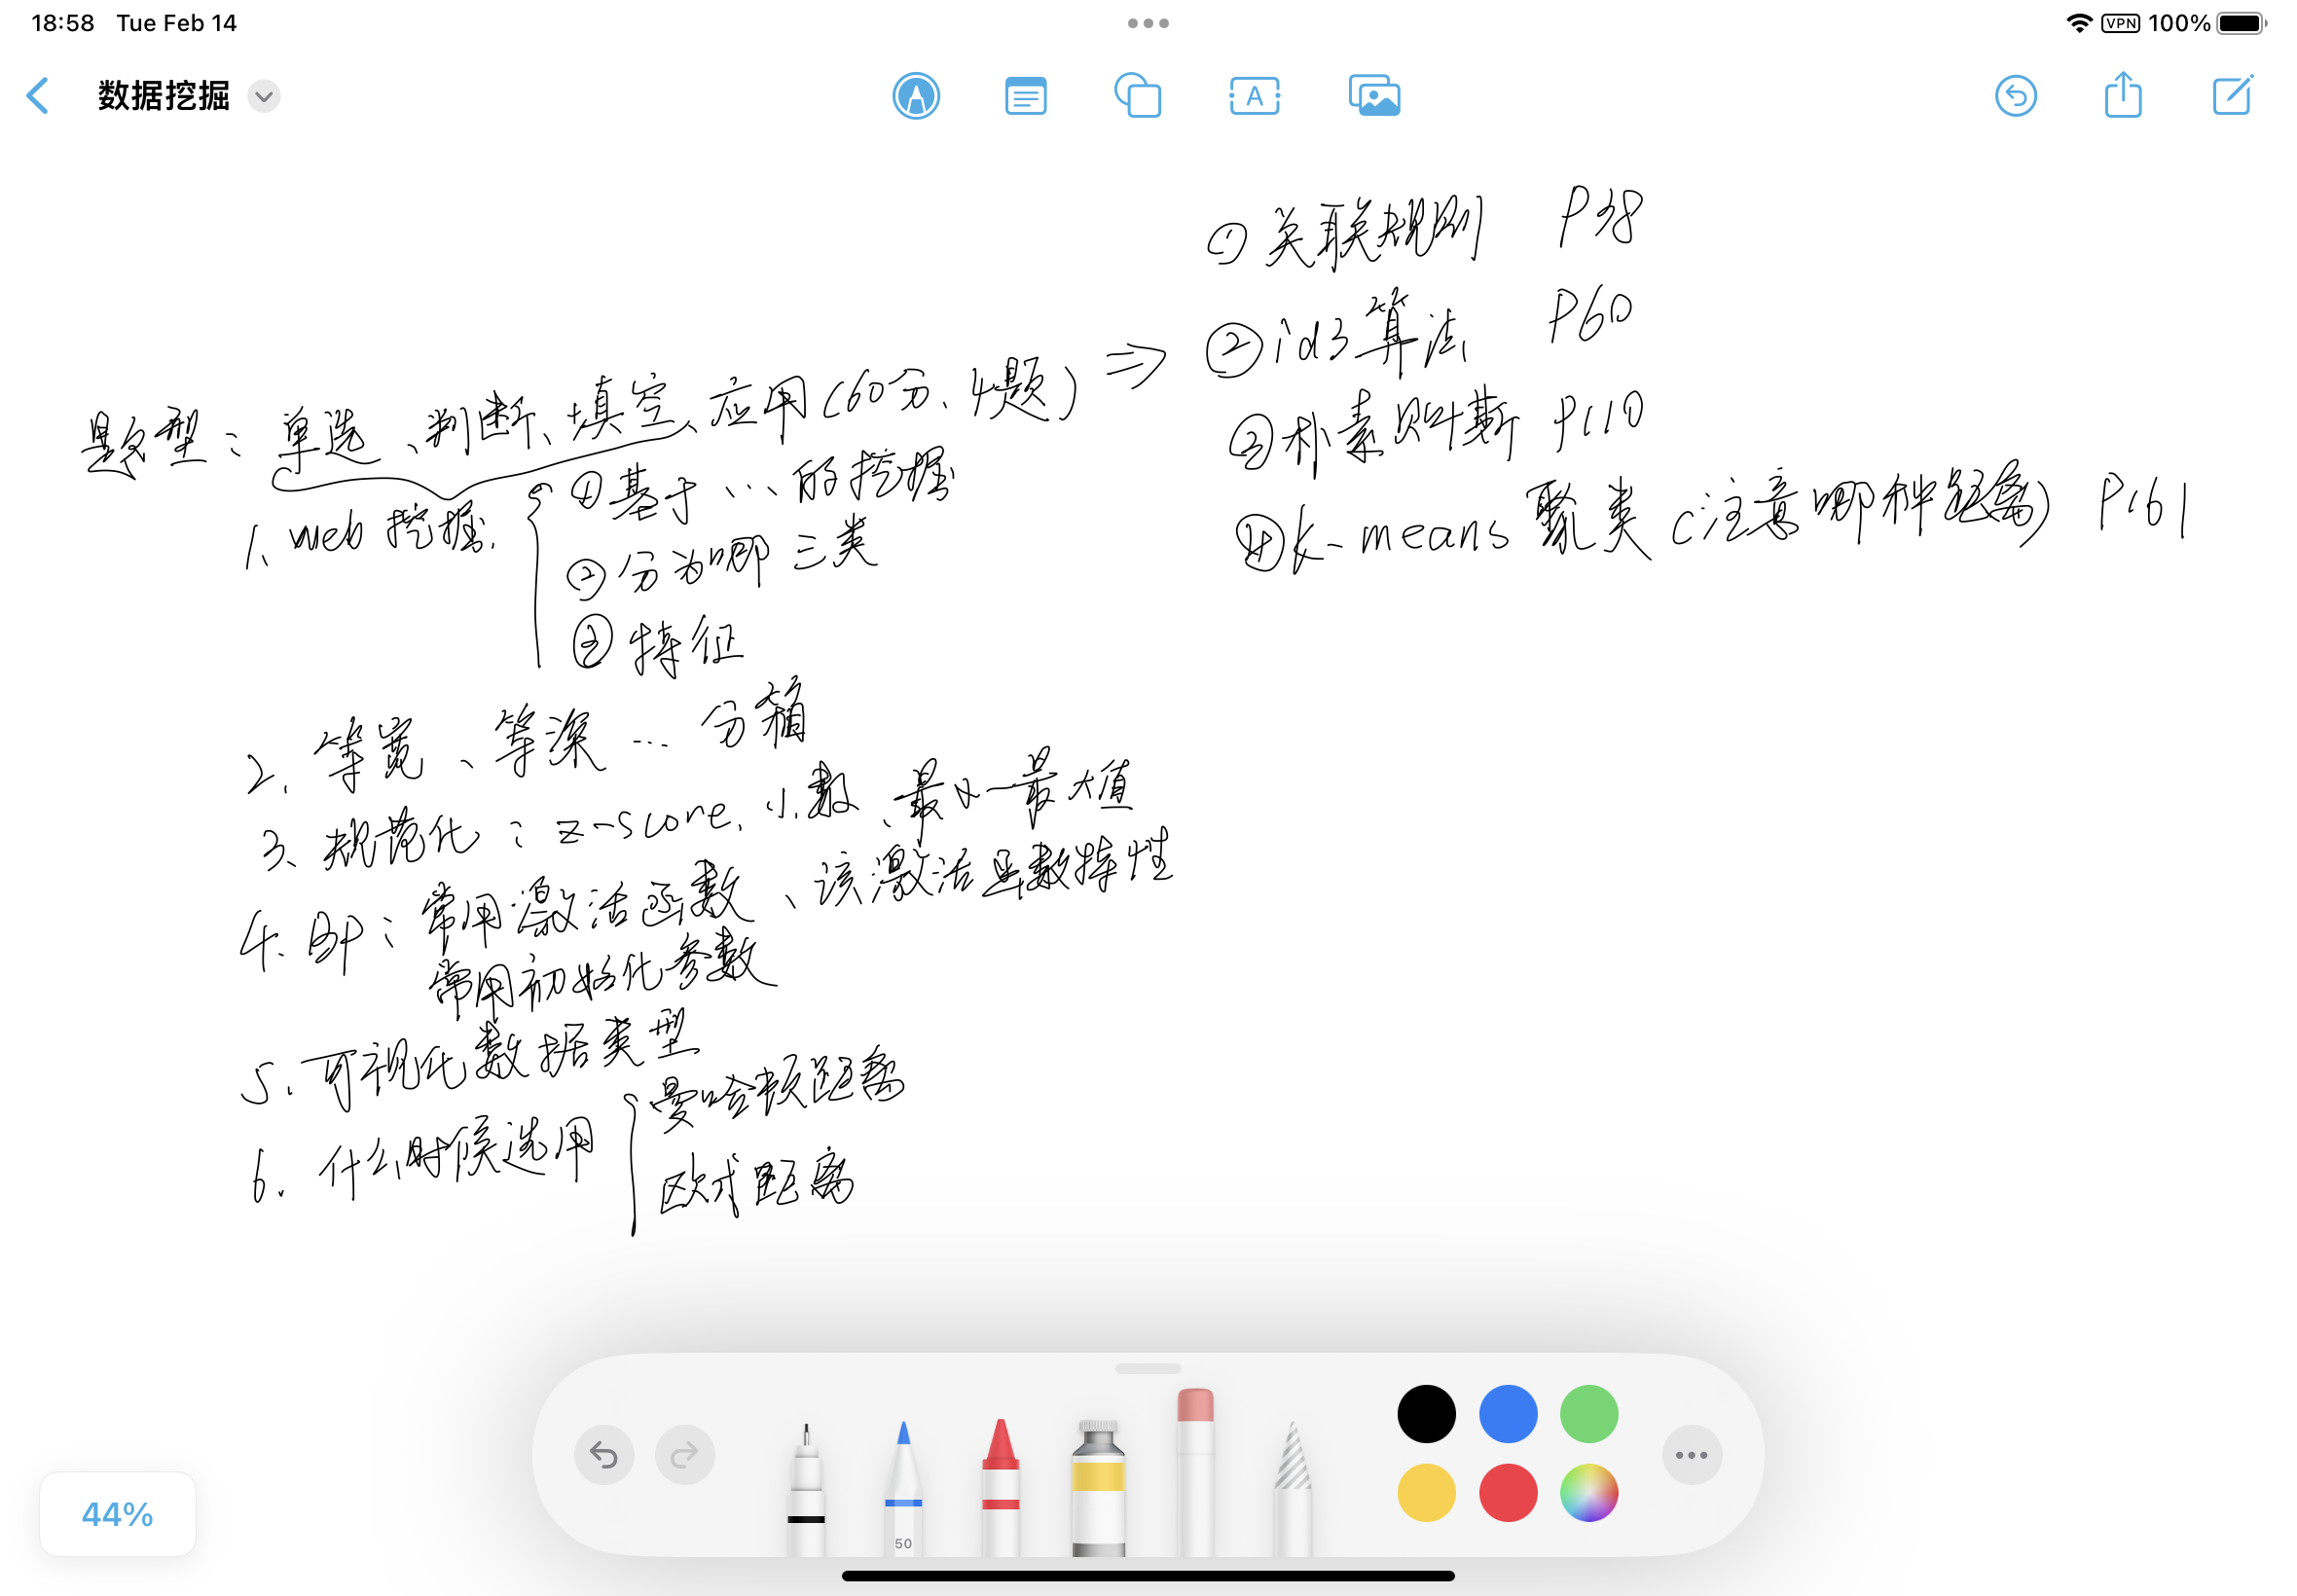 18:58 Tue Feb 14
VPN 100%
数据挖掘
A
题型：单选、判断、填空、应用（60分、4题）⇒
1、web挖掘.
①基于…的挖掘
②分为哪三类
③特征
2、等宽、等深…分箱
3、规范化：z-score、小数、最小-最大值
4、BP：常用激活函数、该激活函数特性
常用初始化参数
5、可视化数据类型
6、什么时候选用
曼哈顿距离
欧式距离
①关联规则 P38
②id3算法 P60
③朴素贝叶斯 P110
④k-means聚类（注意哪种距离）P161
50
44%